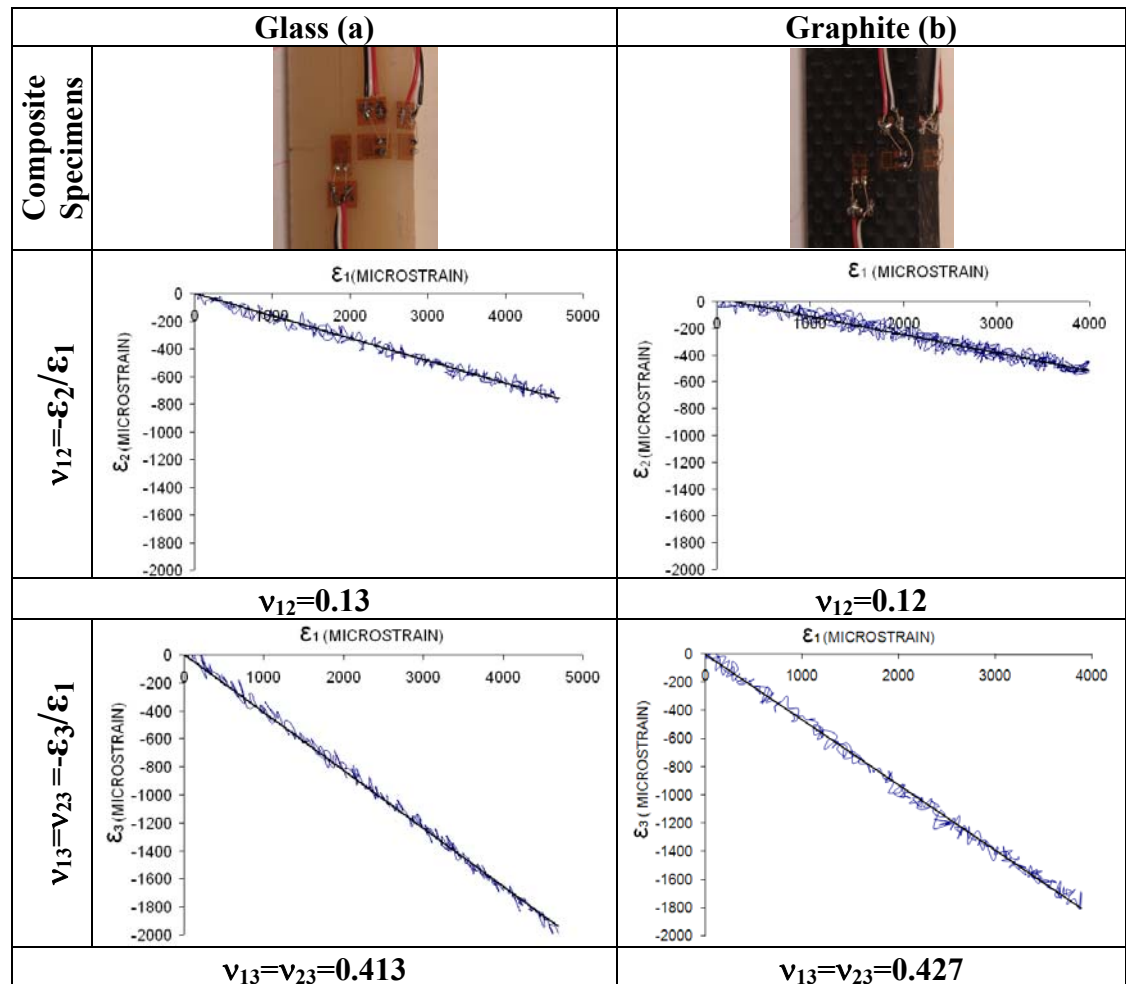 Glass (a)
Graphite (b)
Composite
Specimens
ν12=-ε2/ε1
ε1(MICROSTRAIN)
0 1000 2000 3000 4000 5000
0
-200
-400
-600
-800
-1000
-1200
-1400
-1600
-1800
-2000
ε2(MICROSTRAIN)
ε1(MICROSTRAIN)
0 1000 2000 3000 4000
0
-200
-400
-600
-800
-1000
-1200
-1400
-1600
-1800
-2000
ε2(MICROSTRAIN)
ν12=0.13
ν12=0.12
ν13=ν23=-ε3/ε1
ε1(MICROSTRAIN)
0 1000 2000 3000 4000 5000
0
-200
-400
-600
-800
-1000
-1200
-1400
-1600
-1800
-2000
ε3(MICROSTRAIN)
ε1(MICROSTRAIN)
0 1000 2000 3000 4000
0
-200
-400
-600
-800
-1000
-1200
-1400
-1600
-1800
-2000
ε3(MICROSTRAIN)
ν13=ν23=0.413
ν13=ν23=0.427